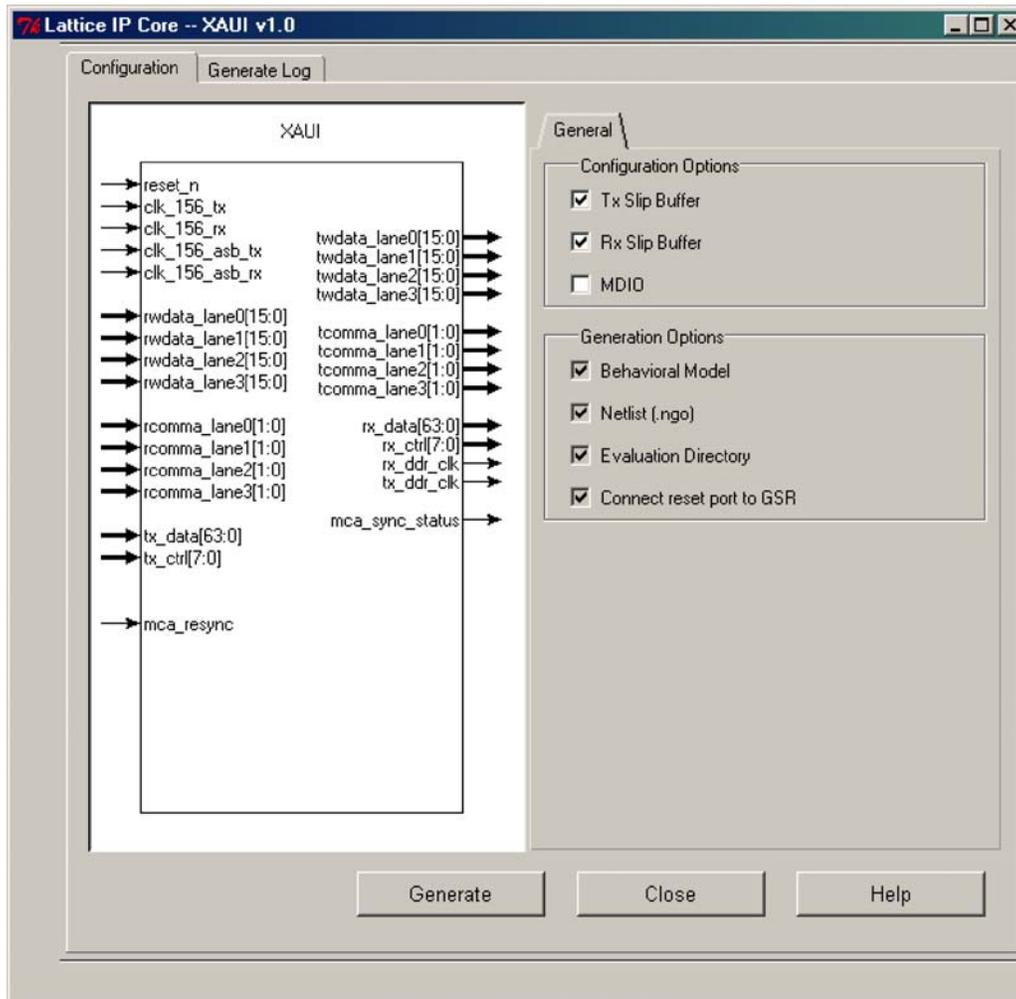 Lattice IP Core -- XAUI v1.0
Configuration
Generate Log
XAUI
reset_n
clk_156_tx
clk_156_rx
clk_156_asb_tx
clk_156_asb_rx
rwdata_lane0[15:0]
rwdata_lane1[15:0]
rwdata_lane2[15:0]
rwdata_lane3[15:0]
rcomma_lane0[1:0]
rcomma_lane1[1:0]
rcomma_lane2[1:0]
rcomma_lane3[1:0]
tx_data[63:0]
tx_ctrl[7:0]
mca_resync
twdata_lane0[15:0]
twdata_lane1[15:0]
twdata_lane2[15:0]
twdata_lane3[15:0]
tcomma_lane0[1:0]
tcomma_lane1[1:0]
tcomma_lane2[1:0]
tcomma_lane3[1:0]
rx_data[63:0]
rx_ctrl[7:0]
rx_ddr_clk
tx_ddr_clk
mca_sync_status
General
Configuration Options
Tx Slip Buffer
Rx Slip Buffer
MDIO
Generation Options
Behavioral Model
Netlist (.ngo)
Evaluation Directory
Connect reset port to GSR
Generate
Close
Help